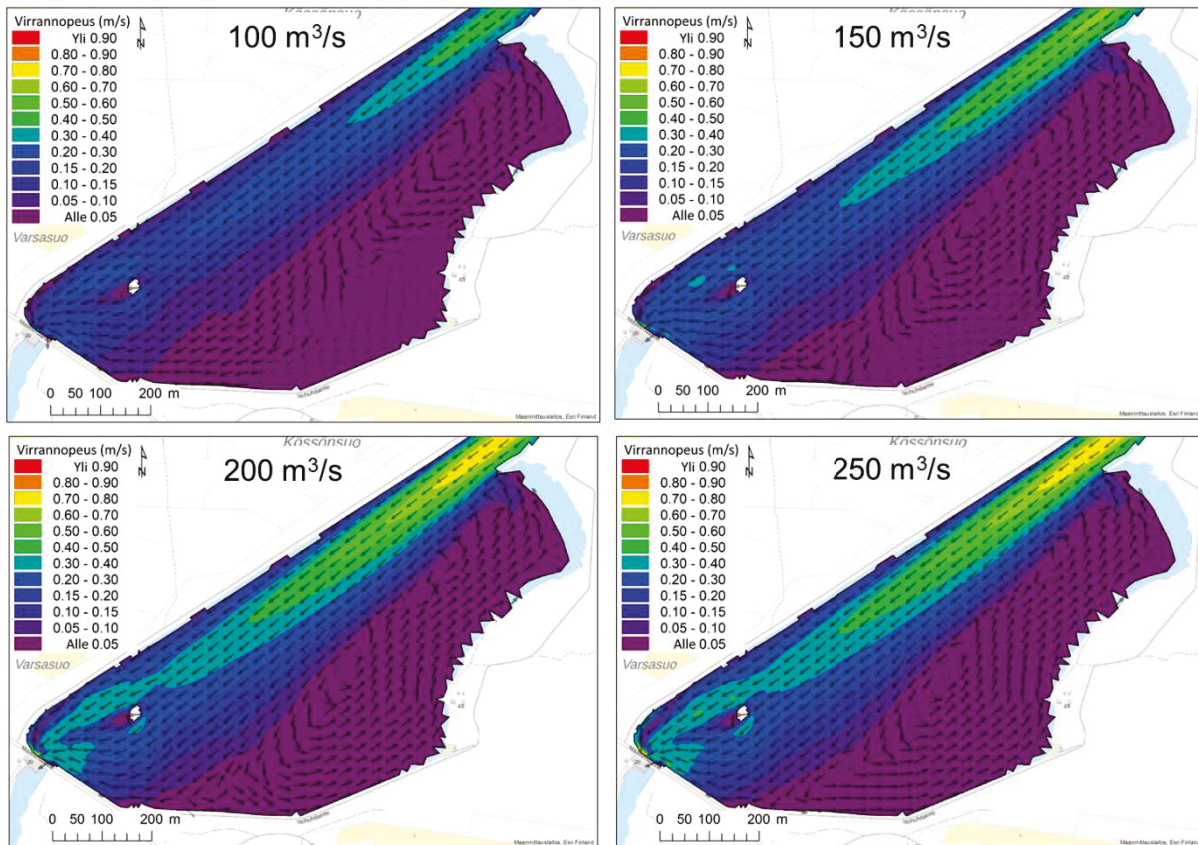 Kössönsuo
Virrannopeus (m/s)
Yli 0.90
0.80 - 0.90
0.70 - 0.80
0.60 - 0.70
0.50 - 0.60
0.40 - 0.50
0.30 - 0.40
0.20 - 0.30
0.15 - 0.20
0.10 - 0.15
0.05 - 0.10
Alle 0.05
N
100 m³/s
Varsasuo
0 50 100 200 m
Maanmittauslaitos, Esri Finland
Kössönsuo
Virrannopeus (m/s)
Yli 0.90
0.80 - 0.90
0.70 - 0.80
0.60 - 0.70
0.50 - 0.60
0.40 - 0.50
0.30 - 0.40
0.20 - 0.30
0.15 - 0.20
0.10 - 0.15
0.05 - 0.10
Alle 0.05
N
150 m³/s
Varsasuo
0 50 100 200 m
Maanmittauslaitos, Esri Finland
Kössönsuo
Virrannopeus (m/s)
Yli 0.90
0.80 - 0.90
0.70 - 0.80
0.60 - 0.70
0.50 - 0.60
0.40 - 0.50
0.30 - 0.40
0.20 - 0.30
0.15 - 0.20
0.10 - 0.15
0.05 - 0.10
Alle 0.05
N
200 m³/s
Varsasuo
0 50 100 200 m
Maanmittauslaitos, Esri Finland
Kössönsuo
Virrannopeus (m/s)
Yli 0.90
0.80 - 0.90
0.70 - 0.80
0.60 - 0.70
0.50 - 0.60
0.40 - 0.50
0.30 - 0.40
0.20 - 0.30
0.15 - 0.20
0.10 - 0.15
0.05 - 0.10
Alle 0.05
N
250 m³/s
Varsasuo
0 50 100 200 m
Maanmittauslaitos, Esri Finland